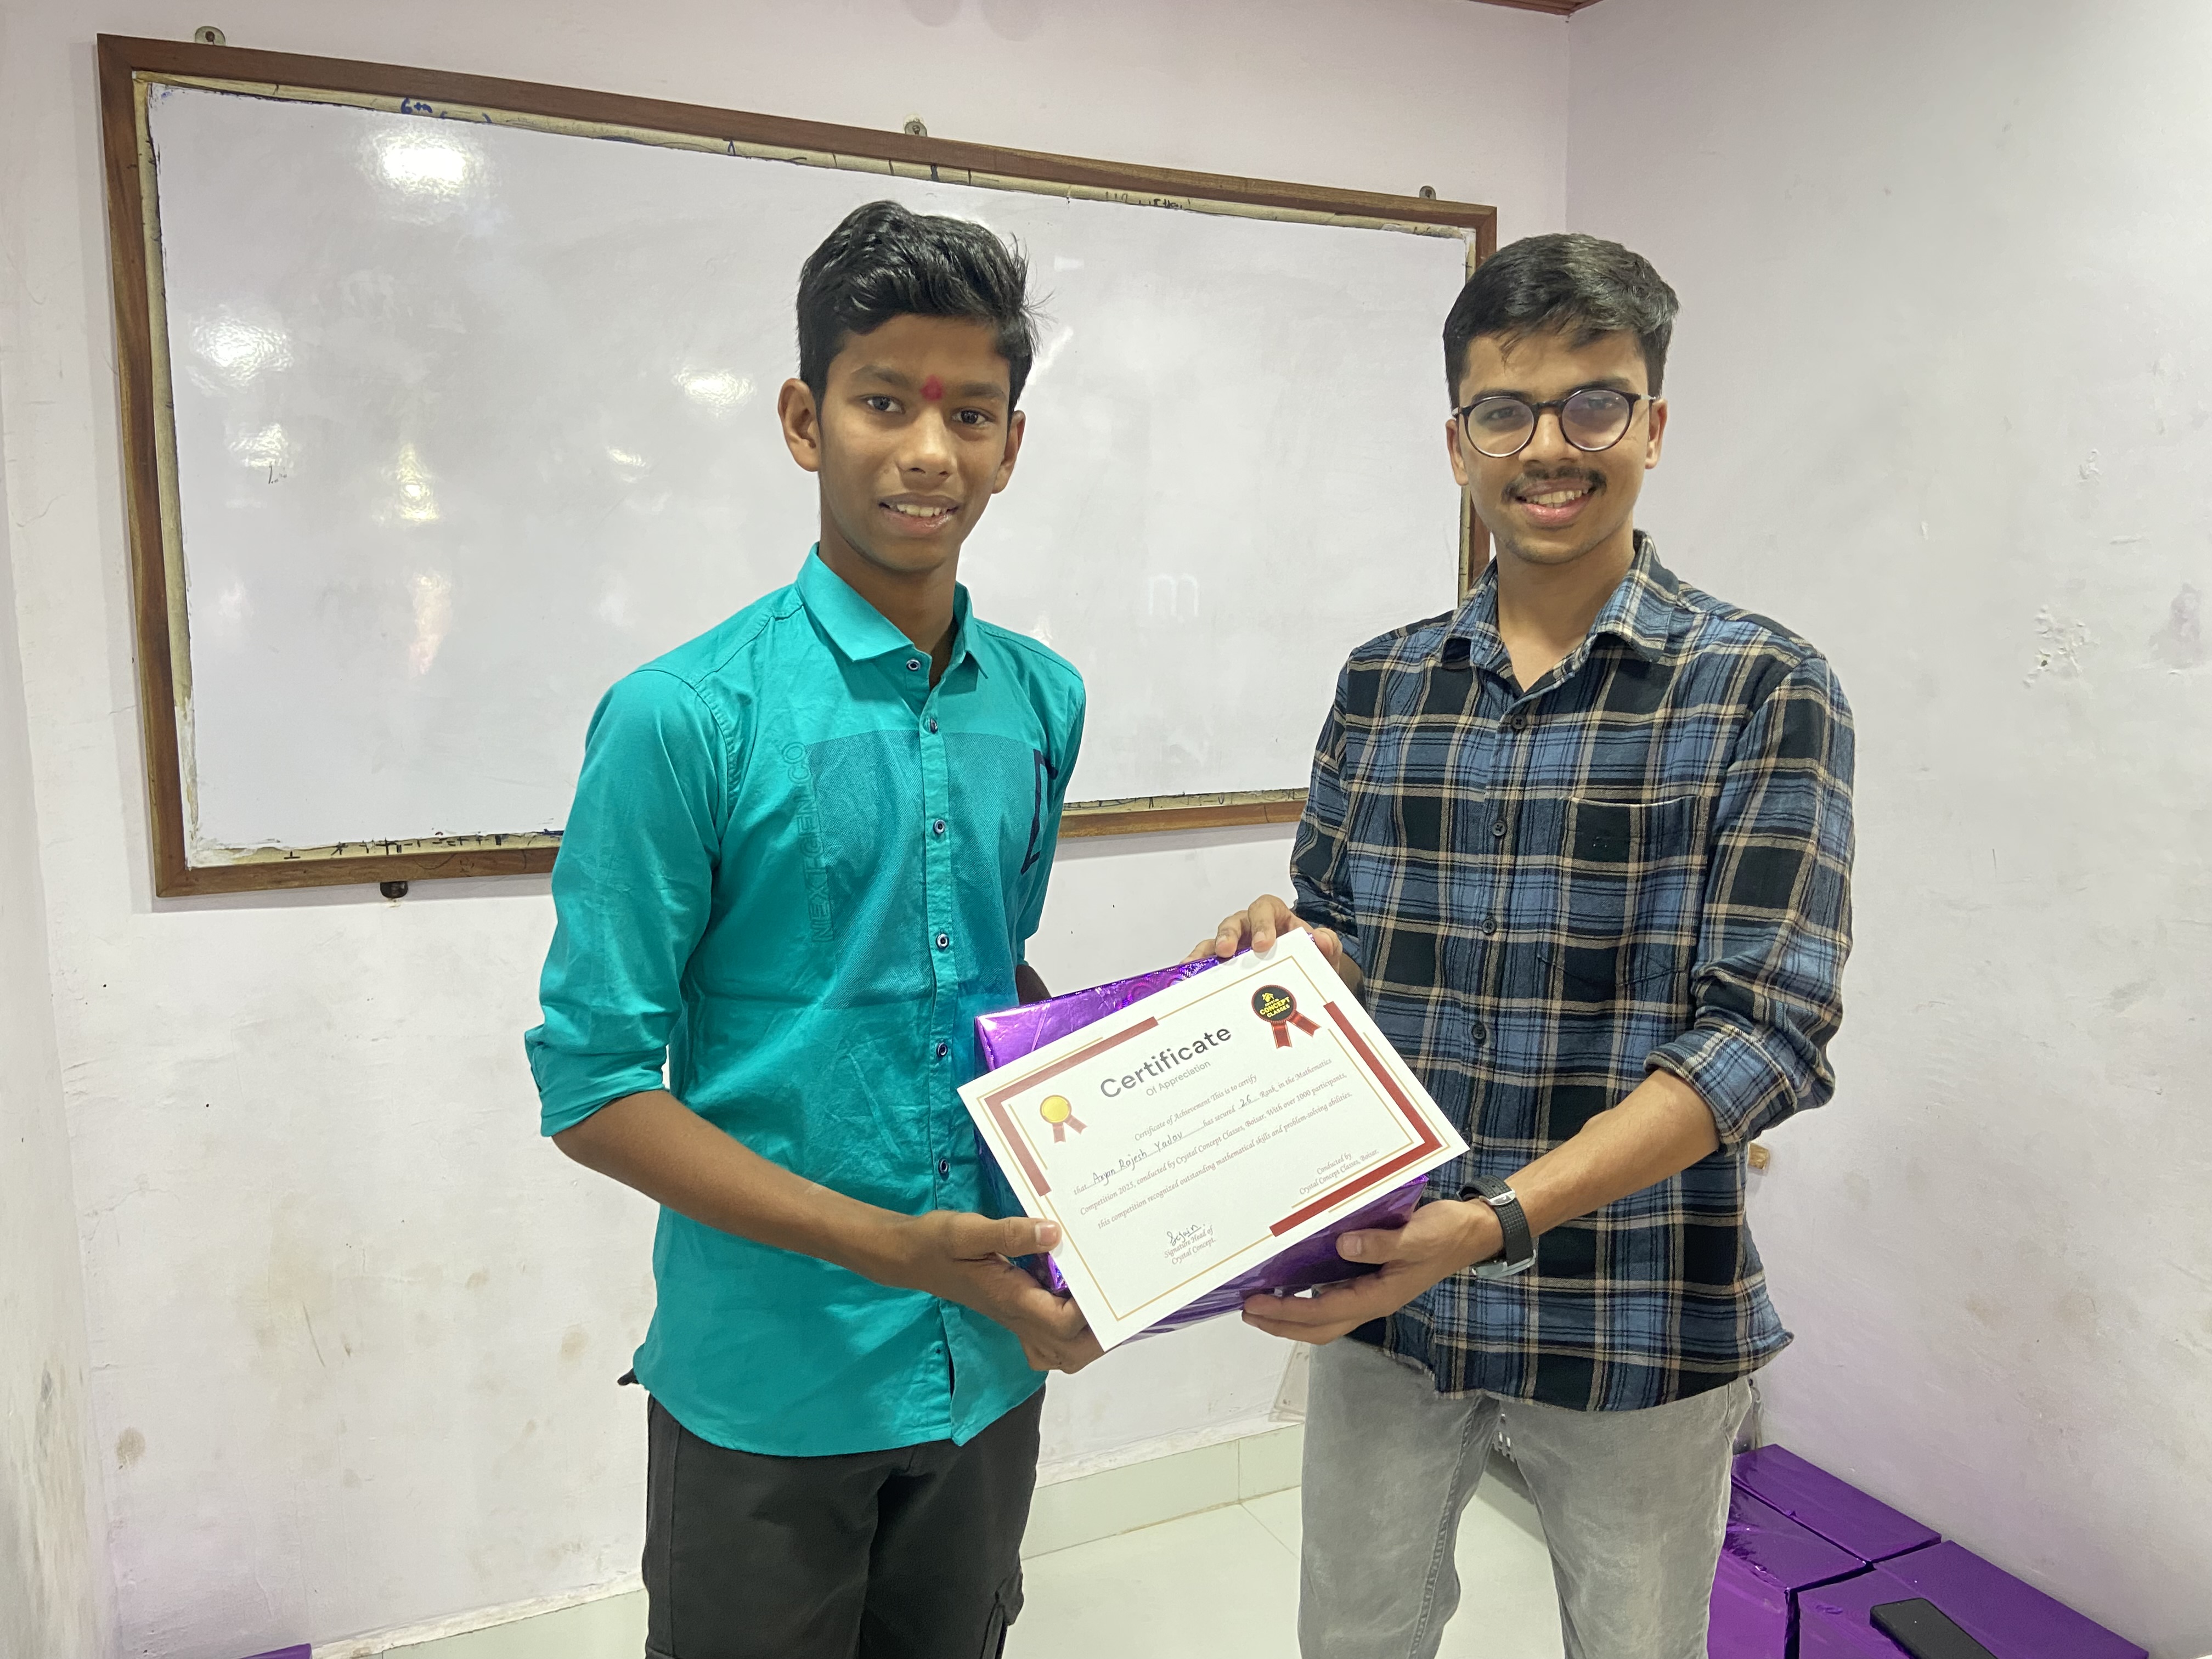 6th
NEXTGEN.CO
CONCEPT
CLASSES
Certificate
Of Appreciation
Certificate of Achievement This is to certify
that Aryan Rajesh Yadav has secured 26 Rank, in the Mathematics
Competition 2025, conducted by Crystal Concept Classes, Boisar. With over 1000 participants,
this competition recognized outstanding mathematical skills and problem-solving abilities.
Conducted by
Crystal Concept Classes, Boisar.
Signature Head of
Crystal Concept.